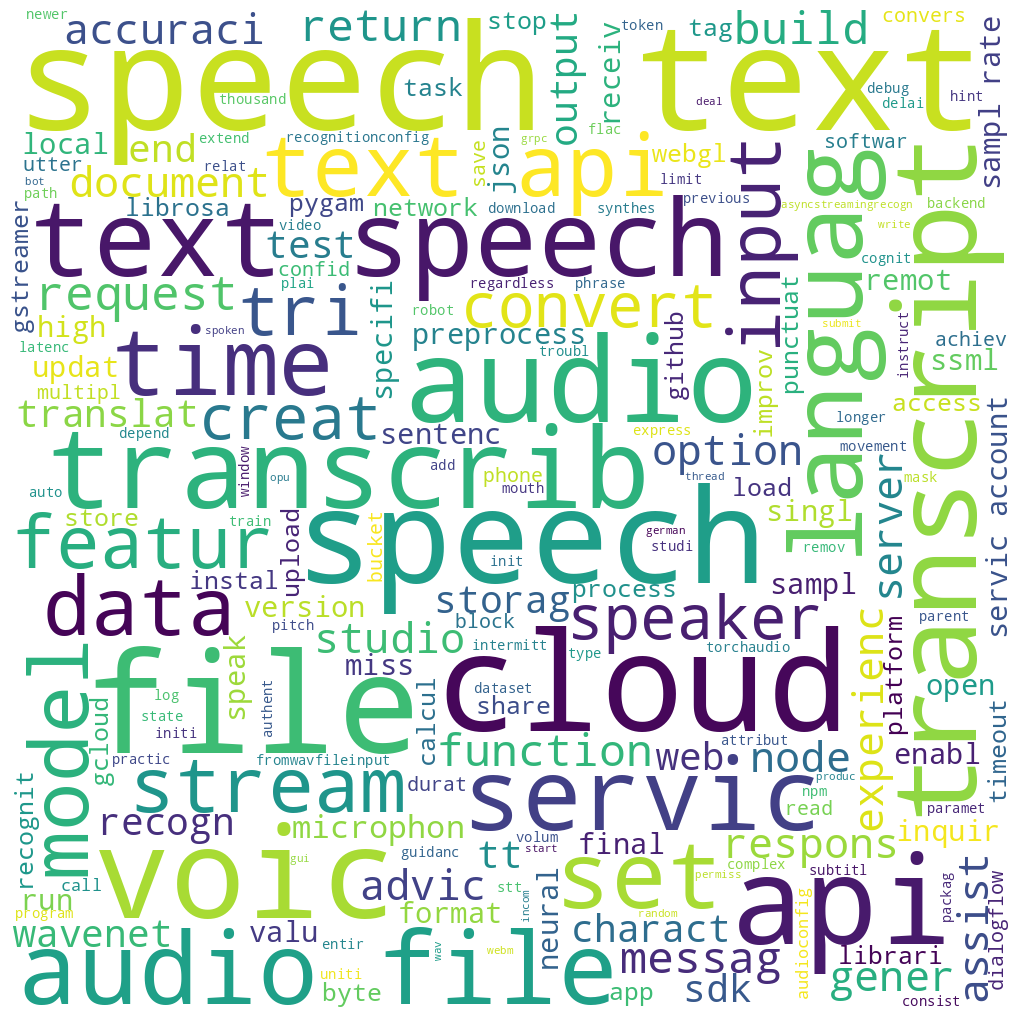 newer
accuraci
return
stop
output
receiv
token
tag
build
convers
sampl rate
speech
text
thousand
task
deal
debug
delai
hint
local
end
extend
recognitionconfig
grpc
flac
softwar
utter
relat
text api
save
json
webgl
input
languag
transcript
bot
path
document
limit
librosa
pygam
network
download
synthes
previous
asyncstreamingrecogn
backend
write
gstreamer
text speech
video
test
confid
plai
regardless
phrase
cognit
remot
request
tri
specifi
convert
robot
github
punctuat
submit
instruct
high
spoken
preprocess
troubl
improv
achiev
latenc
time
audio
ssml
updat
multipl
translat
creat
longer
access
service account
depend
sentenc
express
option
movement
transcrib
add
phone
mouth
window
opu
thread
load
mask
server
auto
store
train
featur
upload
bucket
speech
german
studi
singl
remov
init
data
instal
version
pitch
storag
block
process
speaker
sampl
platform
parent
experienc
model
file
studio
speak
miss
intermitt
type
cloud
torchaudio
open
log
state
initi
authent
calcul
dataset
share
attribut
gcloud
practic
fromwavfileinput
function
web
node
enabl
timeout
stream
durat
servic
produc
npm
read
paramet
recognit
recogn
microphon
volum
start
final
respons
inquir
call
voic
gui
guidanc
tt
set
complex
subtitl
permiss
api
run
advic
stt
incom
neural
packag
assist
dialogflow
program
format
random
audioconfig
wavenet
valu
entir
wav
webm
charact
messag
librari
audio file
uniti
byte
app
sdk
gener
consist